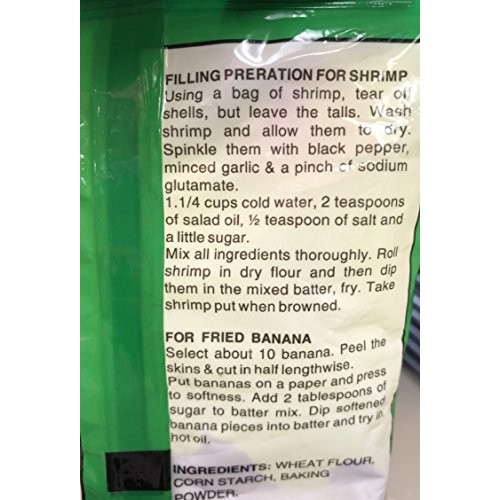 FILLING PRERATION FOR SHRIMP
Using a bag of shrimp, tear off
shells, but leave the talls. Wash
shrimp and allow them to dry.
Spinkle them with black pepper,
minced garlic & a pinch of sodium
glutamate.
1.1/4 cups cold water, 2 teaspoons
of salad oil, ½ teaspoon of salt and
a little sugar.
Mix all ingredients thoroughly. Roll
shrimp in dry flour and then dip
them in the mixed batter, fry. Take
shrimp put when browned.
FOR FRIED BANANA
Select about 10 banana. Peel the
skins & cut in half lengthwise.
Put bananas on a paper and press
to softness. Add 2 tablespoons of
sugar to batter mix. Dip softened
banana pieces into batter and try in
hot oil.
INGREDIENTS: WHEAT FLOUR,
CORN STARCH, BAKING
POWDER.